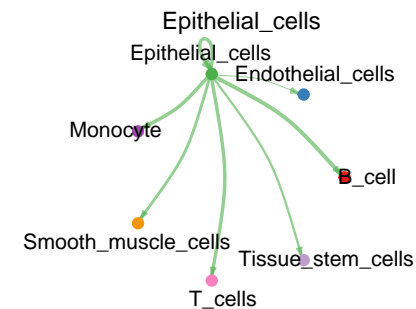 Epithelial_cells
Epithelial_cells
Endothelial_cells
Monocyte
B_cell
Smooth_muscle_cells
Tissue_stem_cells
T_cells